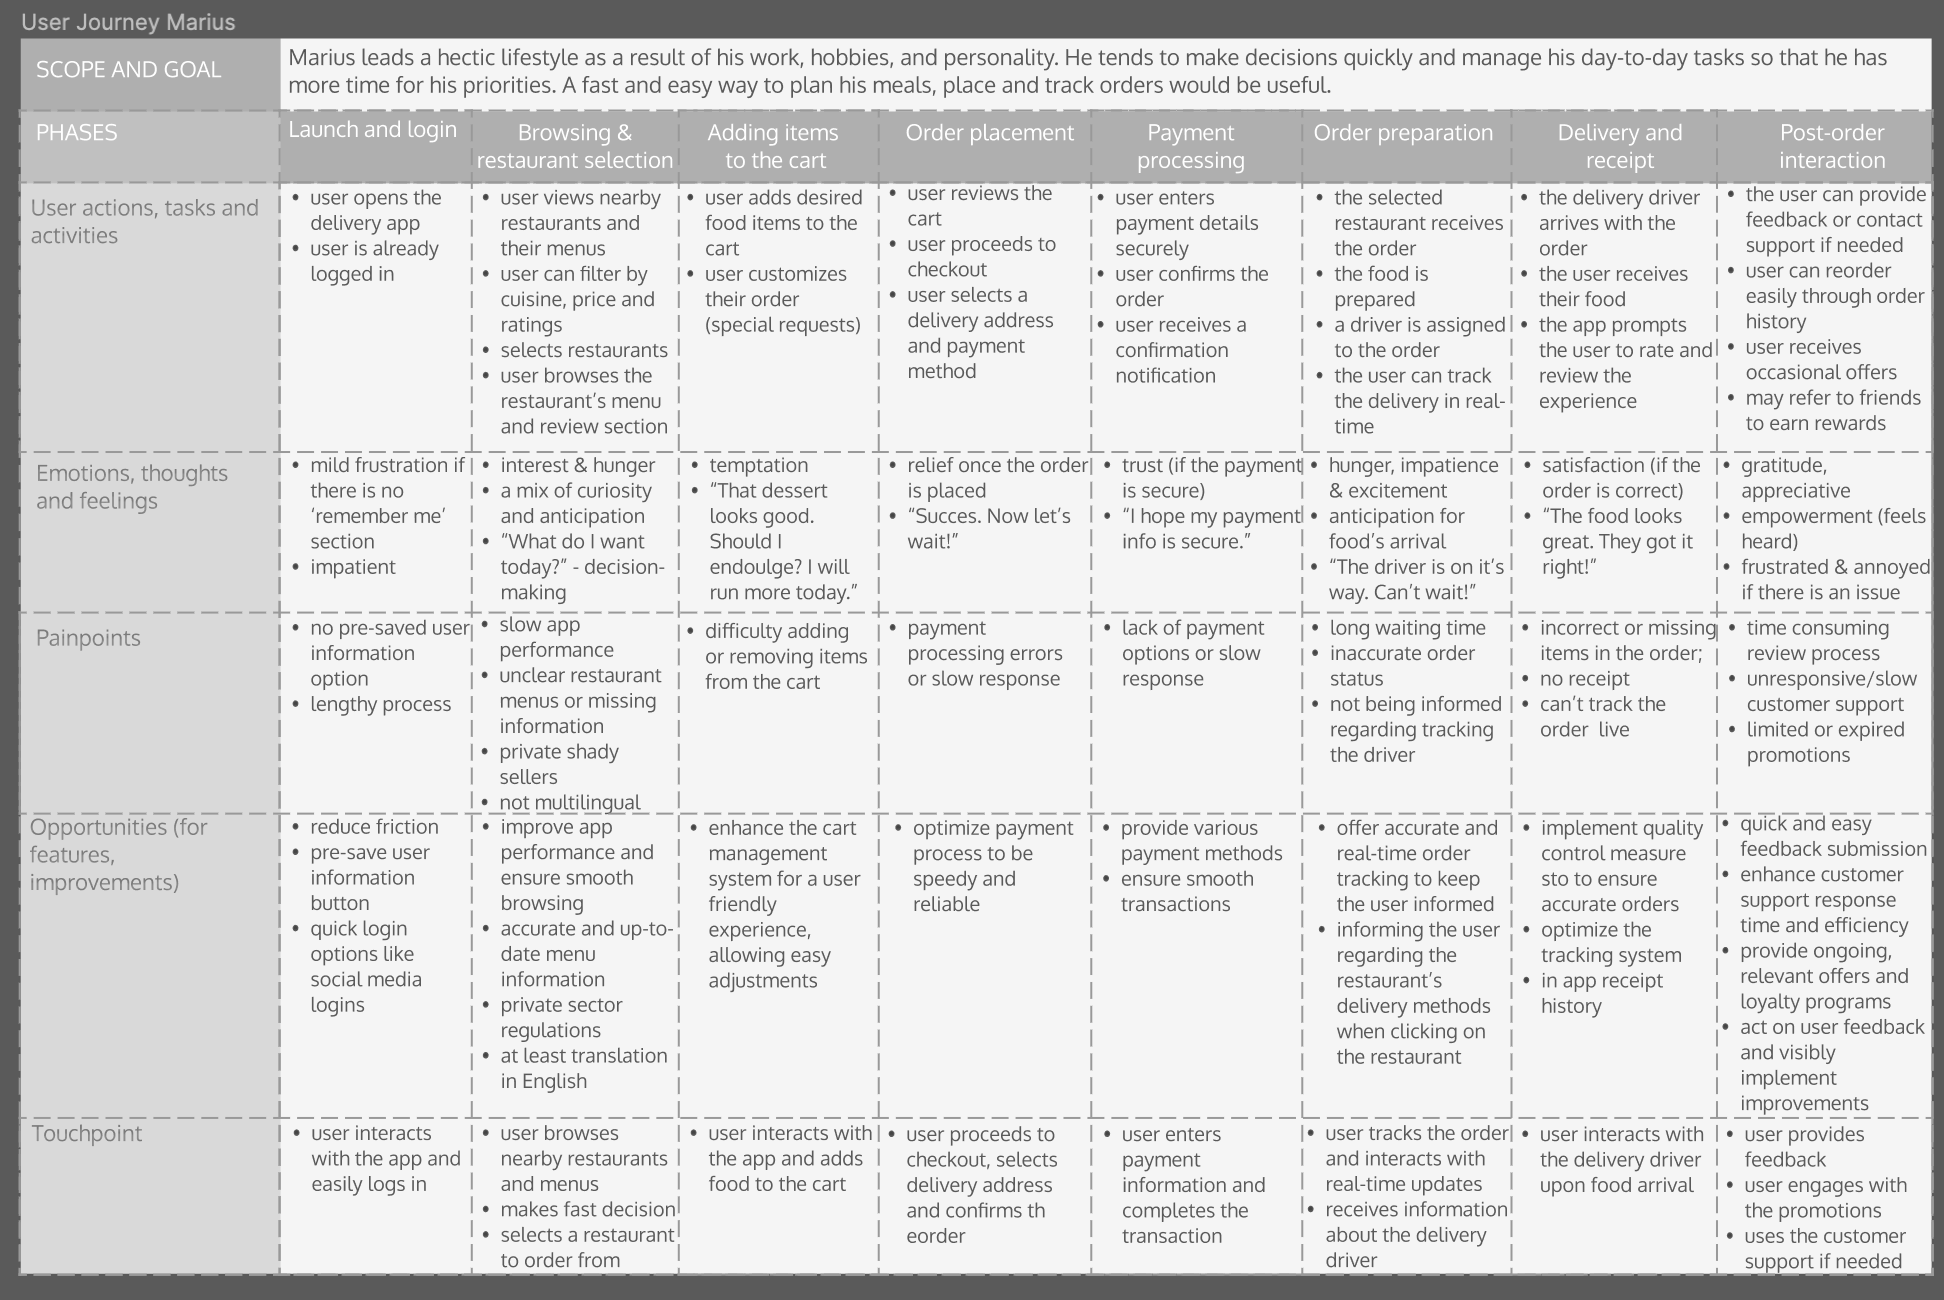 User Journey Marius
SCOPE AND GOAL
Marius leads a hectic lifestyle as a result of his work, hobbies, and personality. He tends to make decisions quickly and manage his day-to-day tasks so that he has
more time for his priorities. A fast and easy way to plan his meals, place and track orders would be useful.
PHASES
Launch and login
Browsing &
restaurant selection
Adding items
to the cart
Order placement
Payment
processing
Order preparation
Delivery and
receipt
Post-order
interaction
User actions, tasks and
activities
• user opens the
delivery app
• user is already
logged in
• user views nearby
restaurants and
their menus
• user can filter by
cuisine, price and
ratings
• selects restaurants
• user browses the
restaurant's menu
and review section
• user adds desired
food items to the
cart
• user customizes
their order
(special requests)
• user reviews the
cart
• user proceeds to
checkout
• user selects a
delivery address
and payment
method
• user enters
payment details
securely
• user confirms the
order
• user receives a
confirmation
notification
• the selected
restaurant receives
the order
• the food is
prepared
• a driver is assigned
to the order
• the user can track
the delivery in real-
time
• the delivery driver
arrives with the
order
• the user receives
their food
• the app prompts
the user to rate and
review the
experience
• the user can provide
feedback or contact
support if needed
• user can reorder
easily through order
history
• user receives
occasional offers
• may refer to friends
to earn rewards
Emotions, thoughts
and feelings
• mild frustration if
there is no
‘remember me’
section
• impatient
• interest & hunger
• a mix of curiosity
and anticipation
• “What do I want
today?” - decision-
making
• temptation
• “That dessert
looks good.
Should I
endoulge? I will
run more today.”
• relief once the order
is placed
• “Succes. Now let’s
wait!”
• trust (if the payment
is secure)
• “I hope my payment
info is secure.”
• hunger, impatience
& excitement
• anticipation for
food’s arrival
• “The driver is on it’s
way. Can’t wait!”
• satisfaction (if the
order is correct)
• “The food looks
great. They got it
right!”
• gratitude,
appreciative
• empowerment (feels
heard)
• frustrated & annoyed
if there is an issue
Painpoints
• no pre-saved user
information
option
• lengthy process
• slow app
performance
• unclear restaurant
menus or missing
information
• private shady
sellers
• not multilingual
• difficulty adding
or removing items
from the cart
• payment
processing errors
or slow response
• lack of payment
options or slow
response
• long waiting time
• inaccurate order
status
• not being informed
regarding tracking
the driver
• incorrect or missing
items in the order;
• no receipt
• can’t track the
order live
• time consuming
review process
• unresponsive/slow
customer support
• limited or expired
promotions
Opportunities (for
features,
improvements)
• reduce friction
• pre-save user
information
button
• quick login
options like
social media
logins
• improve app
performance and
ensure smooth
browsing
• accurate and up-to-
date menu
information
• private sector
regulations
• at least translation
in English
• enhance the cart
management
system for a user
friendly
experience,
allowing easy
adjustments
• optimize payment
process to be
speedy and
reliable
• provide various
payment methods
• ensure smooth
transactions
• offer accurate and
real-time order
tracking to keep
the user informed
• informing the user
regarding the
restaurant’s
delivery methods
when clicking on
the restaurant
• implement quality
control measure
sto to ensure
accurate orders
• optimize the
tracking system
• in app receipt
history
• quick and easy
feedback submission
• enhance customer
support response
time and efficiency
• provide ongoing,
relevant offers and
loyalty programs
• act on user feedback
and visibly
implement
improvements
Touchpoint
• user interacts
with the app and
easily logs in
• user browses
nearby restaurants
and menus
• makes fast decision
• selects a restaurant
to order from
• user interacts with
the app and adds
food to the cart
• user proceeds to
checkout, selects
delivery address
and confirms th
eorder
• user enters
payment
information and
completes the
transaction
• user tracks the order
and interacts with
real-time updates
• receives information
about the delivery
driver
• user interacts with
the delivery driver
upon food arrival
• user provides
feedback
• user engages with
the promotions
• uses the customer
support if needed